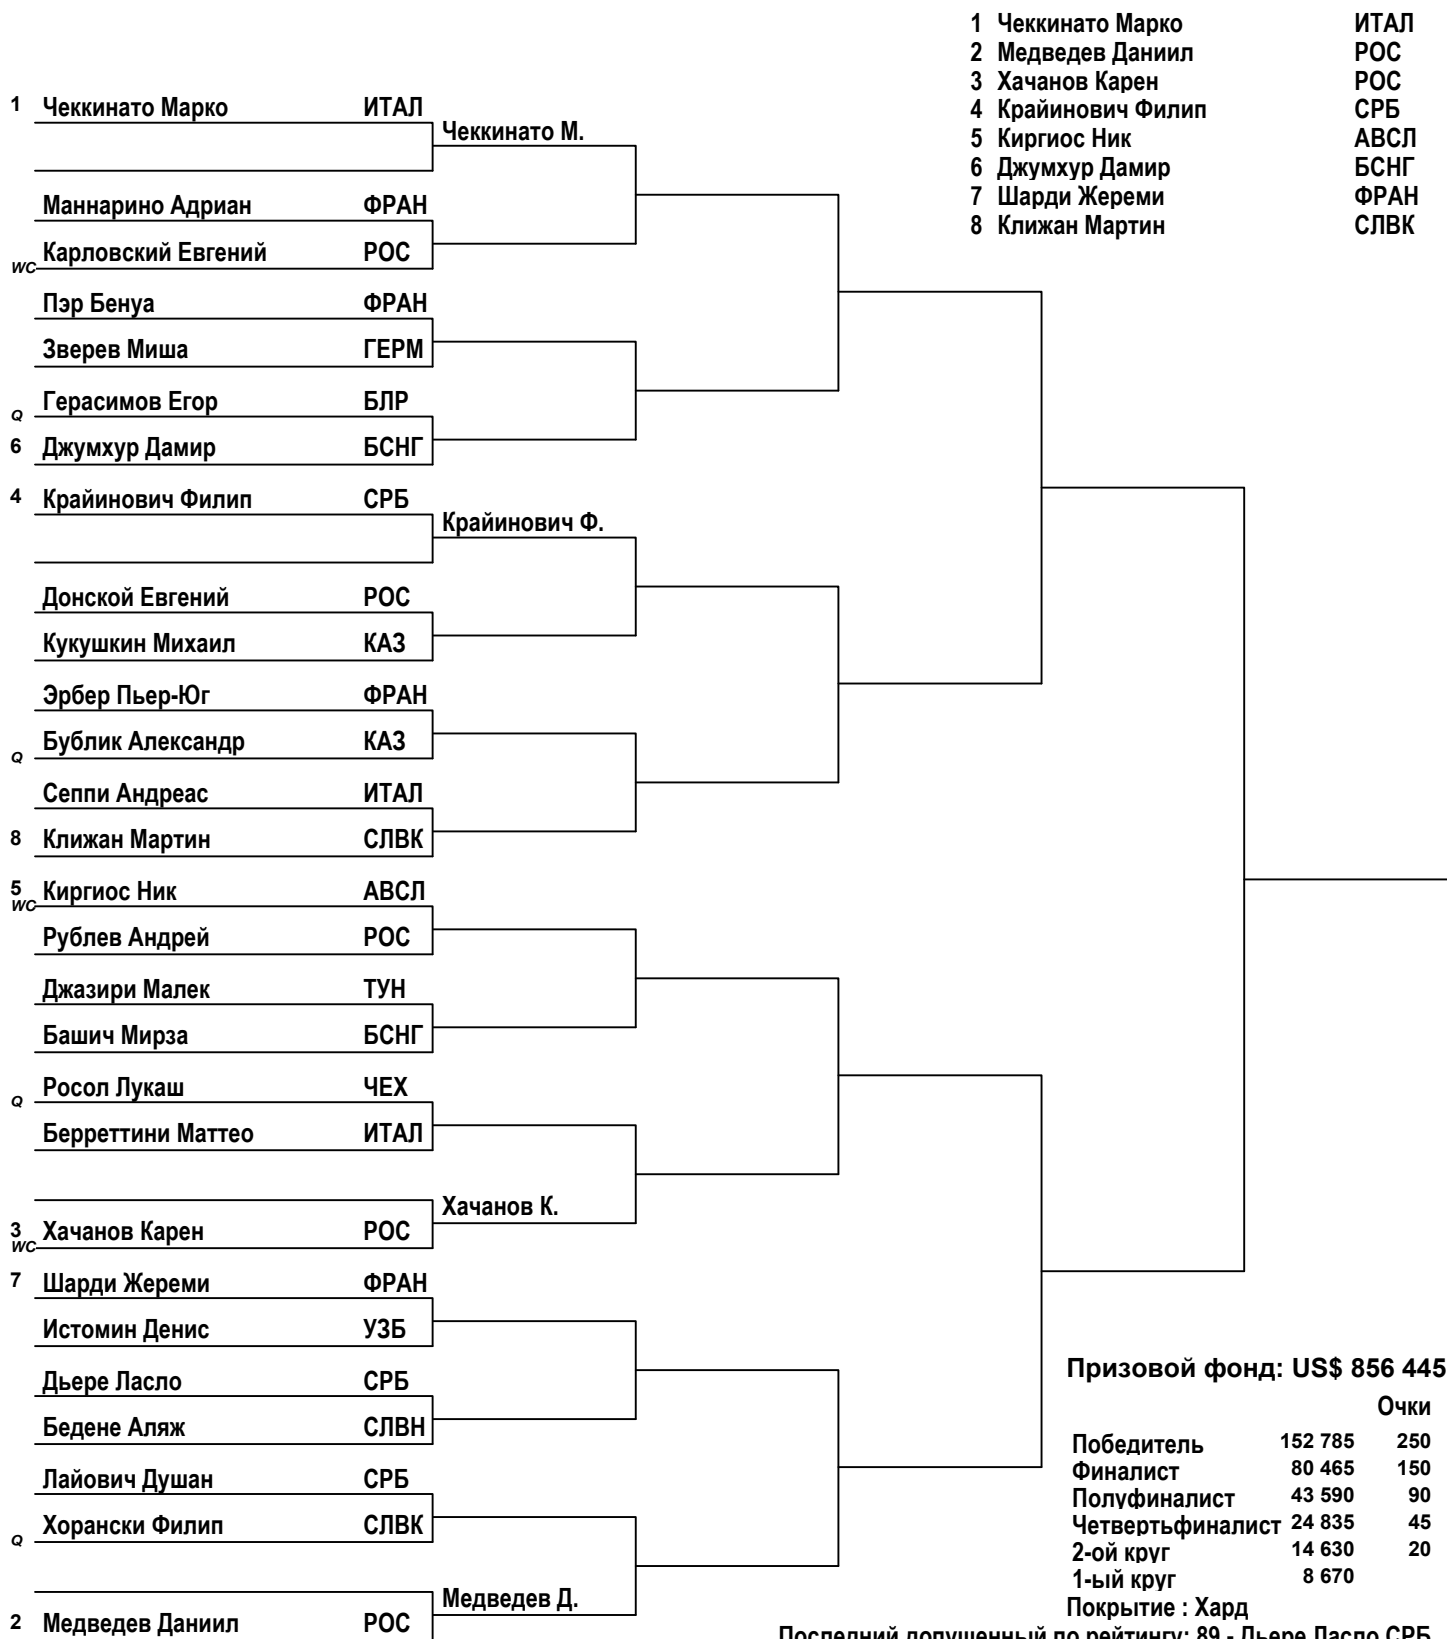 1 Чеккинато Марко ИТАЛ
2 Медведев Даниил РОС
3 Хачанов Карен РОС
4 Крайинович Филип СРБ
5 Киргиос Ник АВСЛ
6 Джумхур Дамир БСНГ
7 Шарди Жереми ФРАН
8 Клижан Мартин СЛВК
1 Чеккинато Марко ИТАЛ
Чеккинато М.
Маннарино Адриан ФРАН
WC Карловский Евгений РОС
Пэр Бенуа ФРАН
Зверев Миша ГЕРМ
Q Герасимов Егор БЛР
6 Джумхур Дамир БСНГ
4 Крайинович Филип СРБ
Крайинович Ф.
Донской Евгений РОС
Кукушкин Михаил КАЗ
Эрбер Пьер-Юг ФРАН
Q Бублик Александр КАЗ
Сеппи Андреас ИТАЛ
8 Клижан Мартин СЛВК
5 WC Киргиос Ник АВСЛ
Рублев Андрей РОС
Джазири Малек ТУН
Башич Мирза БСНГ
Q Росол Лукаш ЧЕХ
Берреттини Маттео ИТАЛ
Хачанов К.
3 WC Хачанов Карен РОС
7 Шарди Жереми ФРАН
Истомин Денис УЗБ
Дьере Ласло СРБ
Бедене Аляж СЛВН
Лайович Душан СРБ
Q Хорански Филип СЛВК
Медведев Д.
2 Медведев Даниил РОС
Призовой фонд: US$ 856 445
Очки
Победитель 152 785 250
Финалист 80 465 150
Полуфиналист 43 590 90
Четвертьфиналист 24 835 45
2-ой круг 14 630 20
1-ый круг 8 670
Покрытие : Хард
Последний допущенный по рейтингу: 89 - Дьере Ласло СРБ